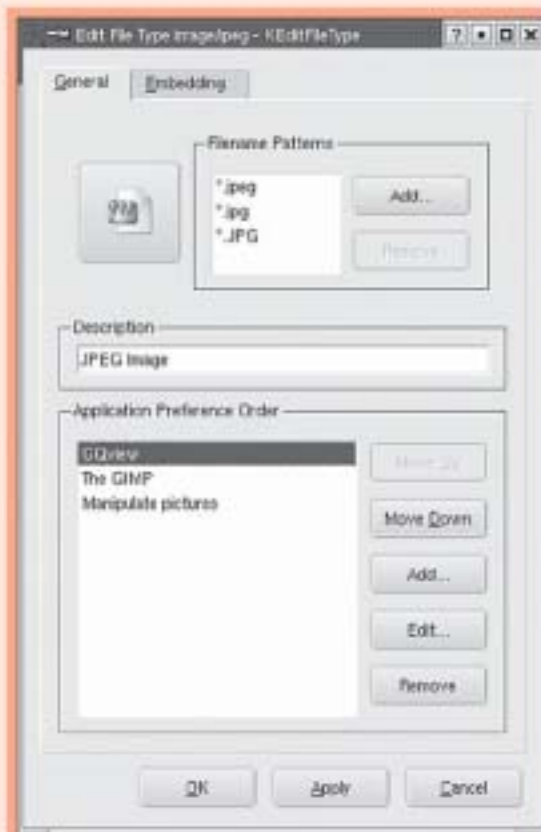 Edit File Type image/jpeg - KEditFileType
General
Embedding
Filename Patterns
*.jpeg
*.jpg
*.JPG
Add...
Remove
Description
JPEG Image
Application Preference Order
GQview
The GIMP
Manipulate pictures
Move Up
Move Down
Add...
Edit...
Remove
OK
Apply
Cancel